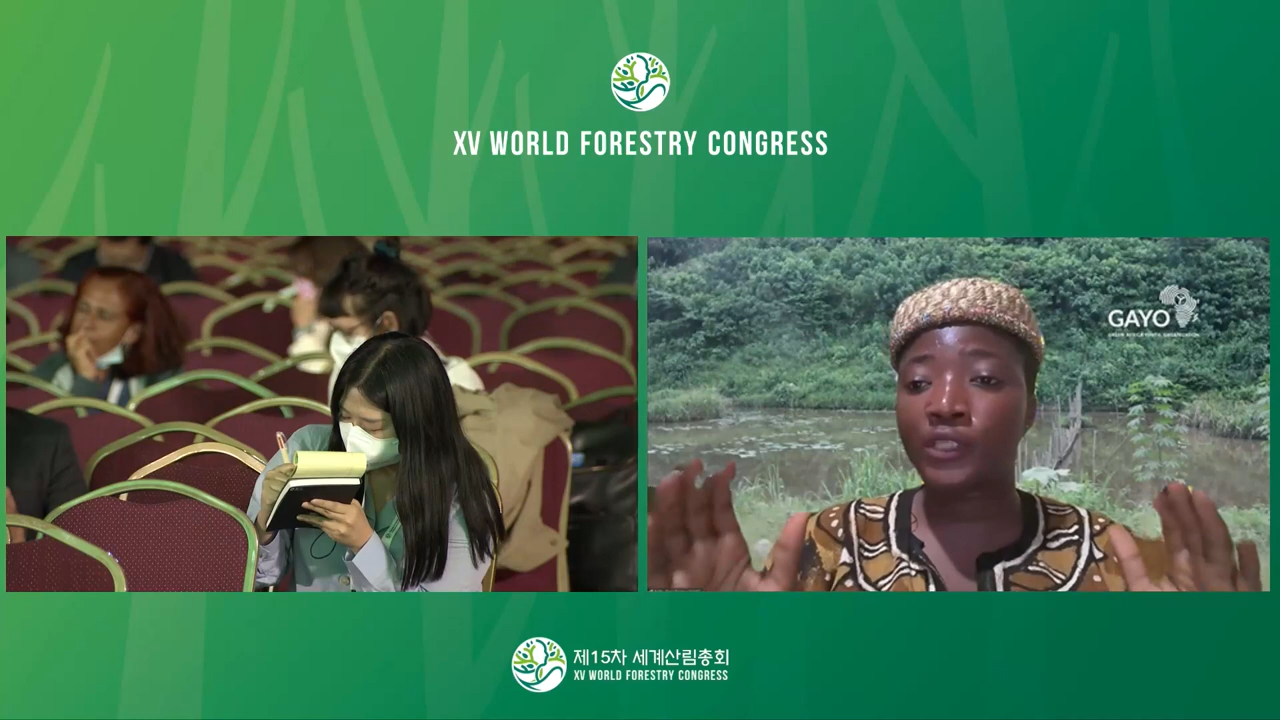 XV WORLD FORESTRY CONGRESS
GAYO
GREEN AFRICA YOUTH ORGANIZATION
제15차 세계산림총회
XV WORLD FORESTRY CONGRESS